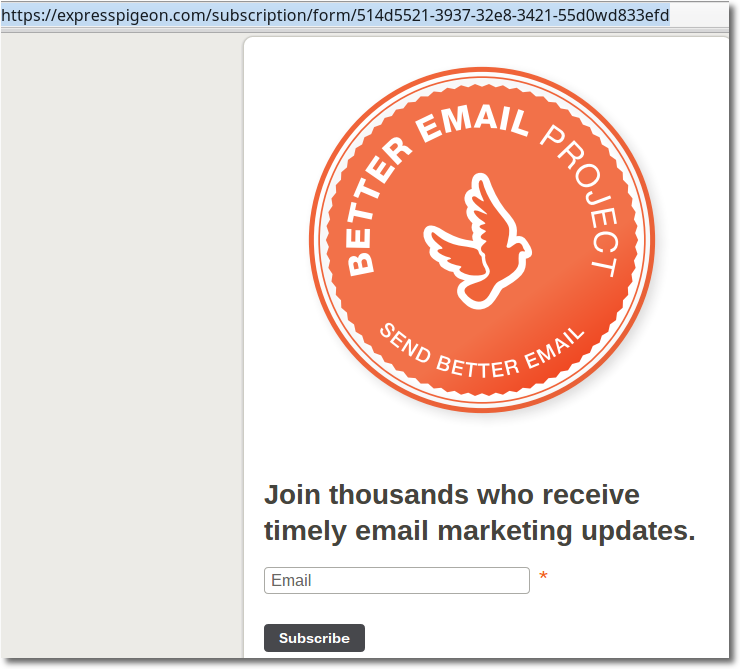 https://expresspigeon.com/subscription/form/514d5521-3937-32e8-3421-55d0wd833efd
BETTER EMAIL PROJECT
SEND BETTER EMAIL
Join thousands who receive
timely email marketing updates.
Email *
Subscribe